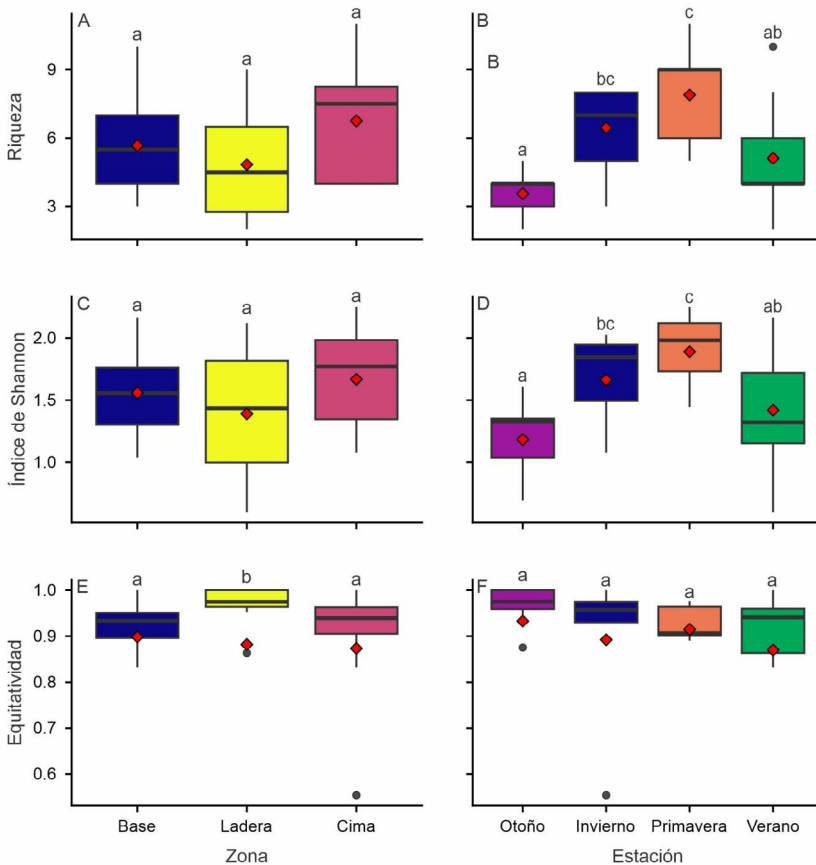 A
a
a
a
9
6
3
Riqueza
B
B
a
bc
c
ab
C
a
a
a
2.0
1.5
1.0
Índice de Shannon
D
a
bc
c
ab
E
a
b
a
1.0
0.9
0.8
0.7
0.6
Equitatividad
Base Ladera Cima
Zona
F
a
a
a
a
Otoño Invierno Primavera Verano
Estación